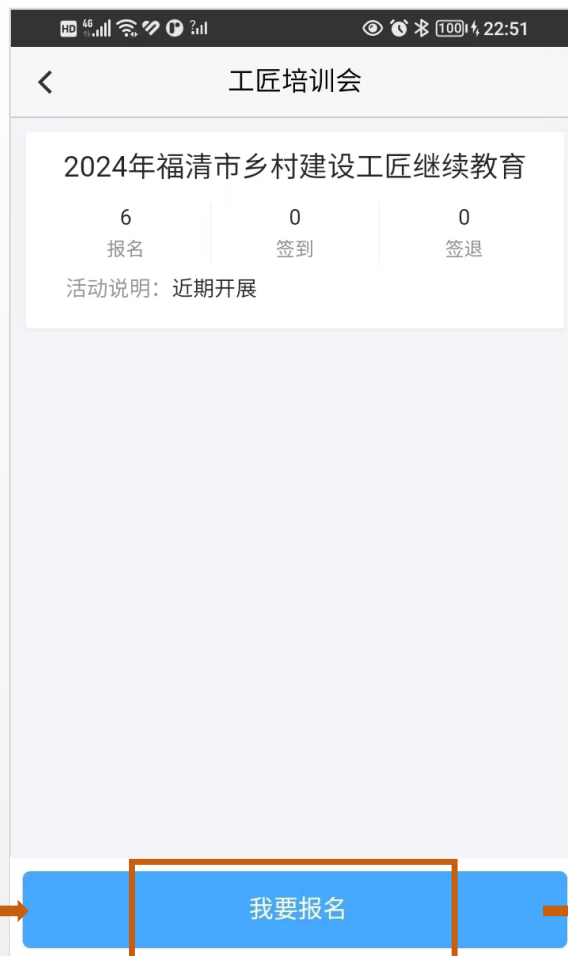 HD 4G 100 22:51
工匠培训会
2024年福清市乡村建设工匠继续教育
6 0 0
报名 签到 签退
活动说明：近期开展
我要报名